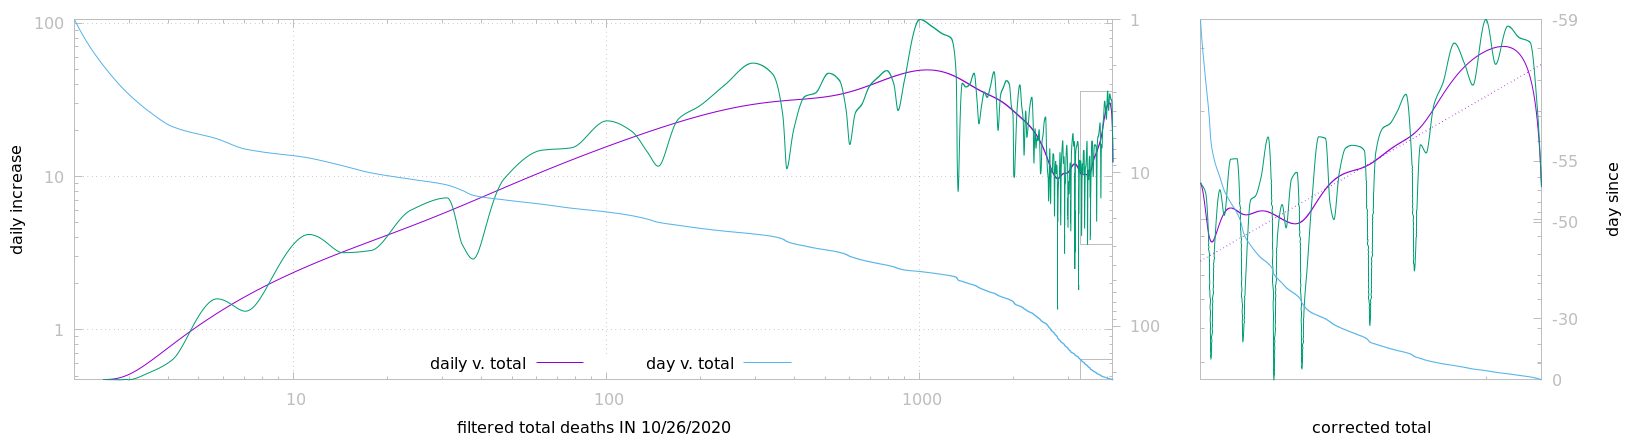 100
10
1
daily increase
10
100
1000
filtered total deaths IN 10/26/2020
daily v. total
day v. total
1
10
100
-59
-55
-50
-30
0
day since
corrected total